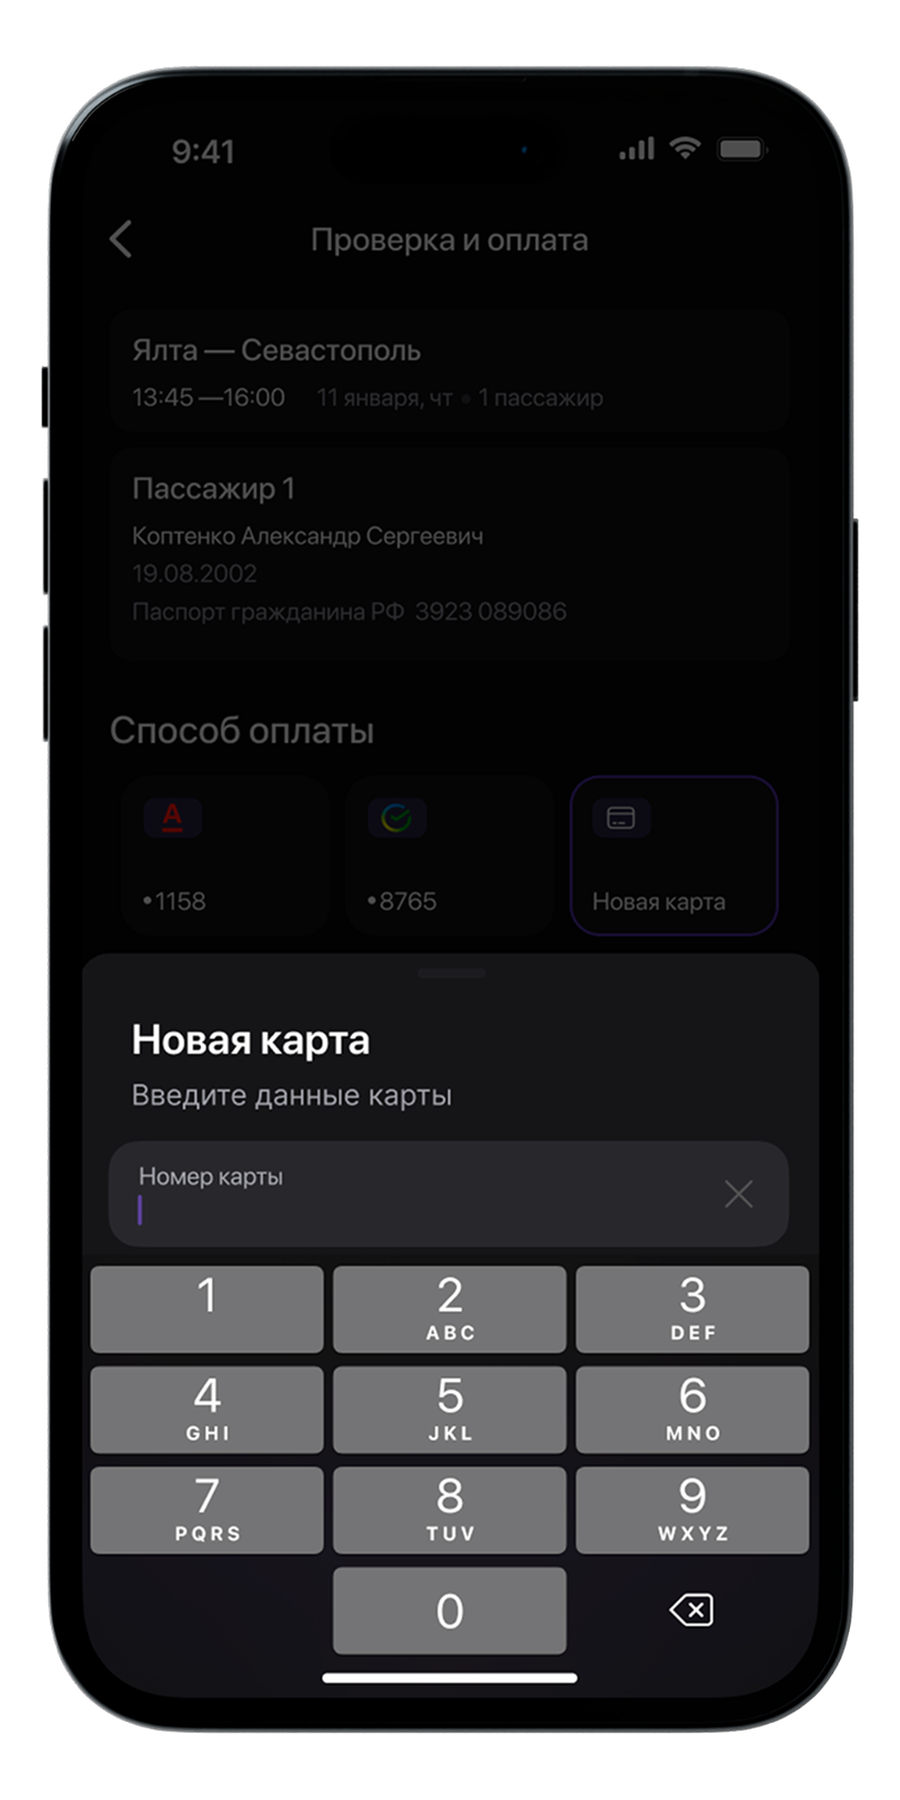 9:41
Проверка и оплата
Ялта — Севастополь
13:45 —16:00 11 января, чт • 1 пассажир
Пассажир 1
Коптенко Александр Сергеевич
19.08.2002
Паспорт гражданина РФ 3923 089086
Способ оплаты
А
•1158 •8765 Новая карта
Новая карта
Введите данные карты
Номер карты
1 2 3
ABC DEF
4 5 6
GHI JKL MNO
7 8 9
PQRS TUV WXYZ
0